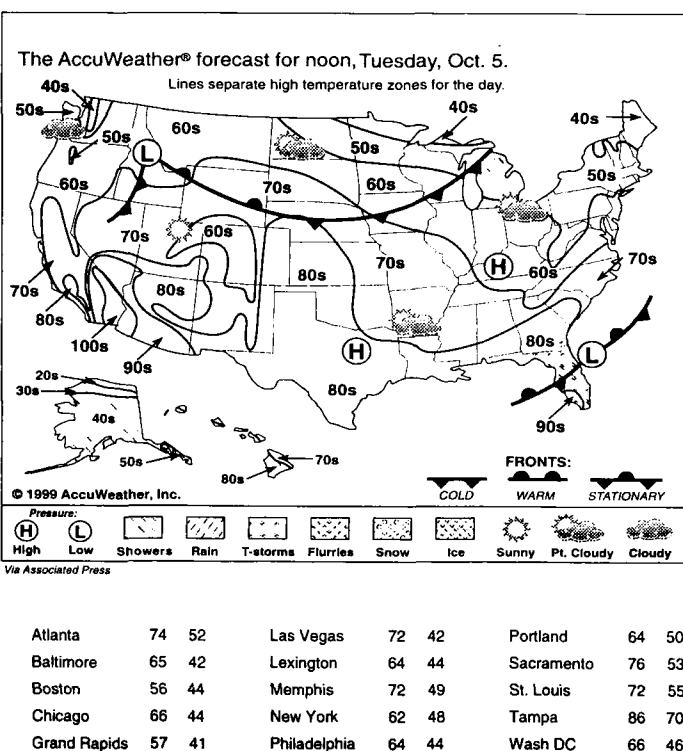 The AccuWeather® forecast for noon, Tuesday, Oct. 5.
Lines separate high temperature zones for the day.
40s
50s
60s
50s
60s
70s
80s
100s
90s
70s
60s
80s
70s
80s
80s
50s
60s
70s
40s
40s
50s
60s
70s
80s
90s
L
H
H
L
20s
30s
40s
50s
80s
70s
© 1999 AccuWeather, Inc.
FRONTS:
COLD WARM STATIONARY
Pressure:
H L
High Low Showers Rain T-storms Flurries Snow Ice Sunny Pt. Cloudy Cloudy
Via Associated Press
Atlanta 74 52 Las Vegas 72 42 Portland 64 50
Baltimore 65 42 Lexington 64 44 Sacramento 76 53
Boston 56 44 Memphis 72 49 St. Louis 72 55
Chicago 66 44 New York 62 48 Tampa 86 70
Grand Rapids 57 41 Philadelphia 64 44 Wash DC 66 46